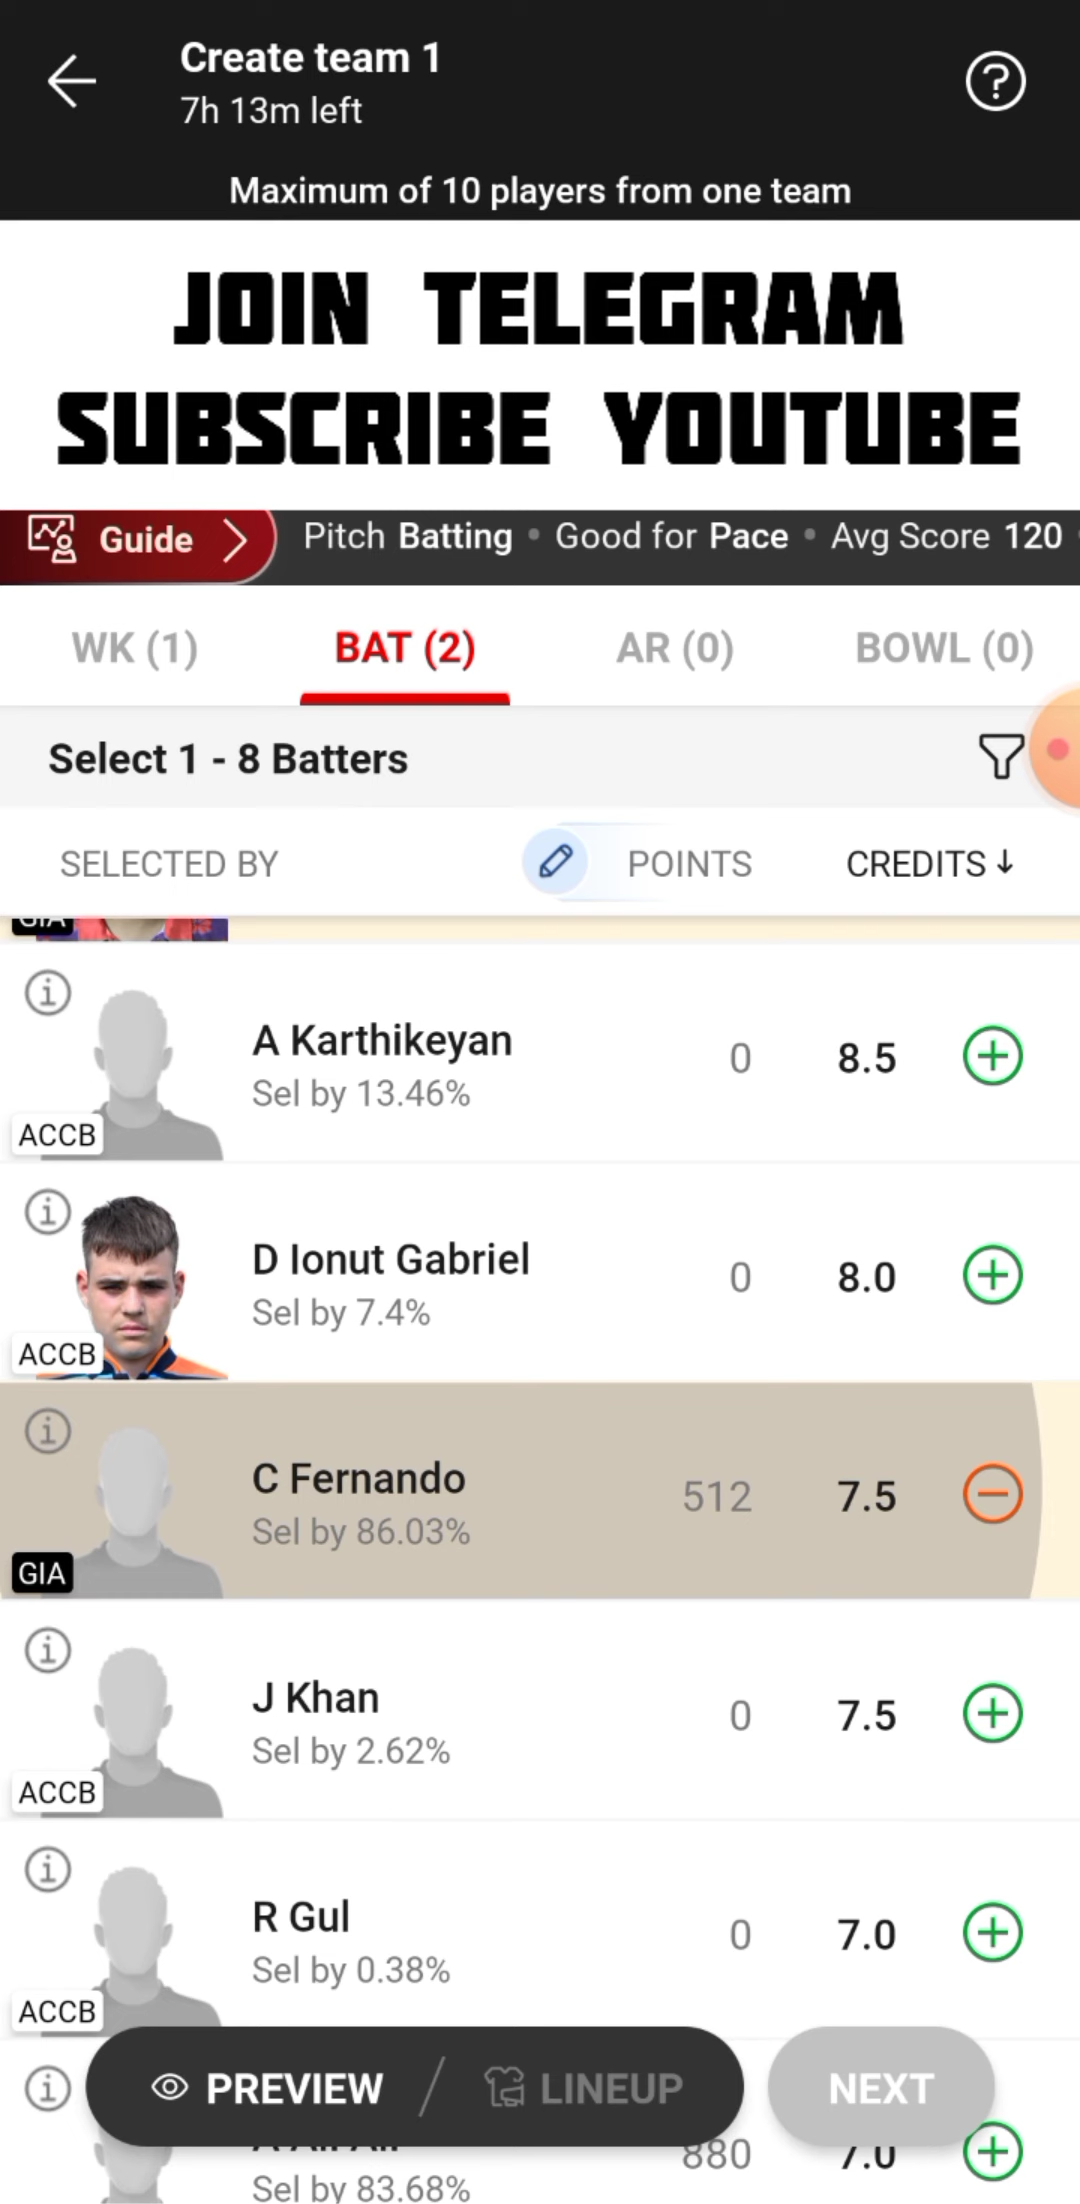 Create team 1
7h 13m left
Maximum of 10 players from one team
JOIN TELEGRAM
SUBSCRIBE YOUTUBE
Guide
Pitch Batting • Good for Pace • Avg Score 120
WK (1) BAT (2) AR (0) BOWL (0)
Select 1 - 8 Batters
SELECTED BY POINTS CREDITS ↓
GIA
A Karthikeyan 0 8.5
Sel by 13.46%
ACCB
D Ionut Gabriel 0 8.0
Sel by 7.4%
ACCB
C Fernando 512 7.5
Sel by 86.03%
GIA
J Khan 0 7.5
Sel by 2.62%
ACCB
R Gul 0 7.0
Sel by 0.38%
ACCB
PREVIEW / LINEUP NEXT
880 7.0
Sel by 83.68%